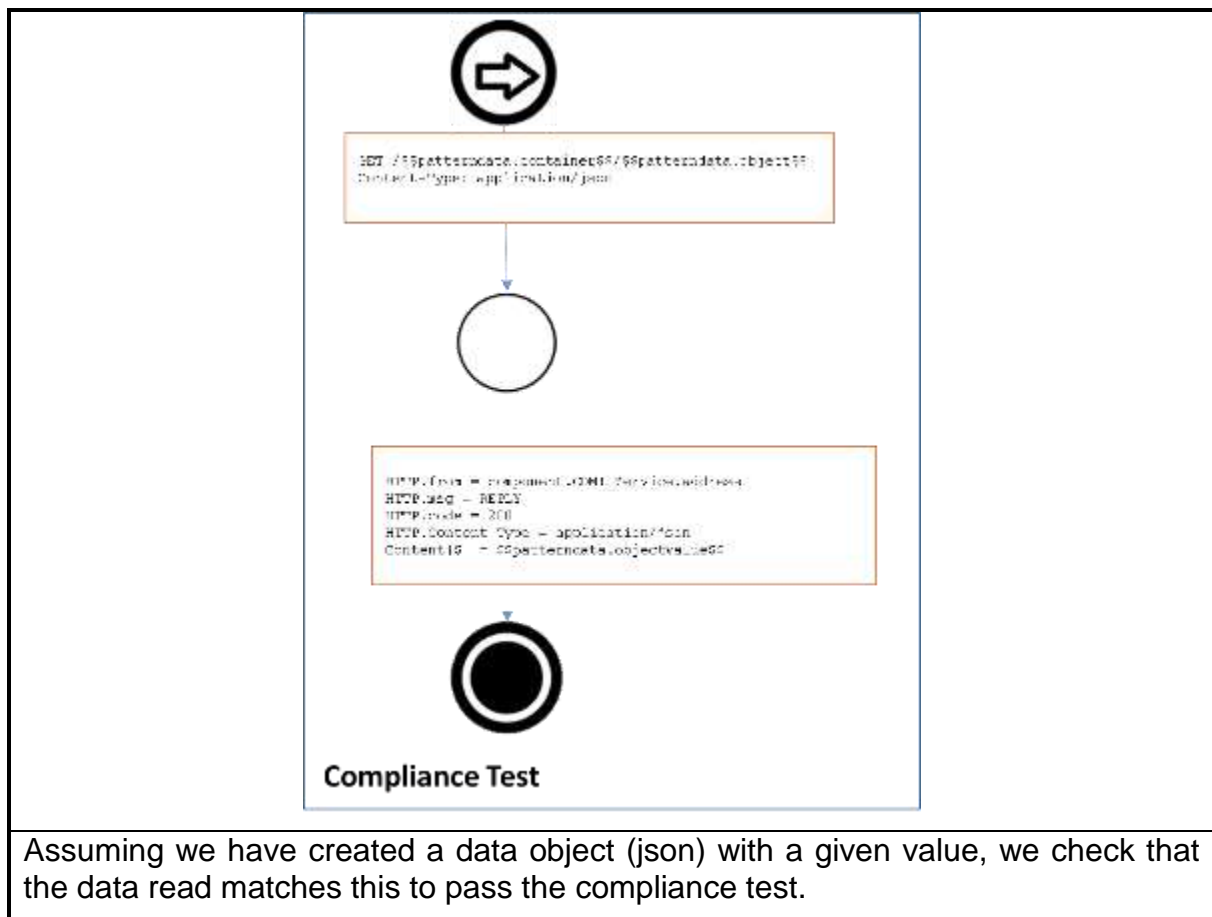 GET /$$patterndata.container$$/$$patterndata.object$$
Content-Type: application/json
HTTP.from = component.CDMI Service.address
HTTP.msg = REPLY
HTTP.code = 200
HTTP.Content Type = application/json
= $$patterndata.objectvalue$$
Compliance Test
Assuming we have created a data object (json) with a given value, we check that
the data read matches this to pass the compliance test.